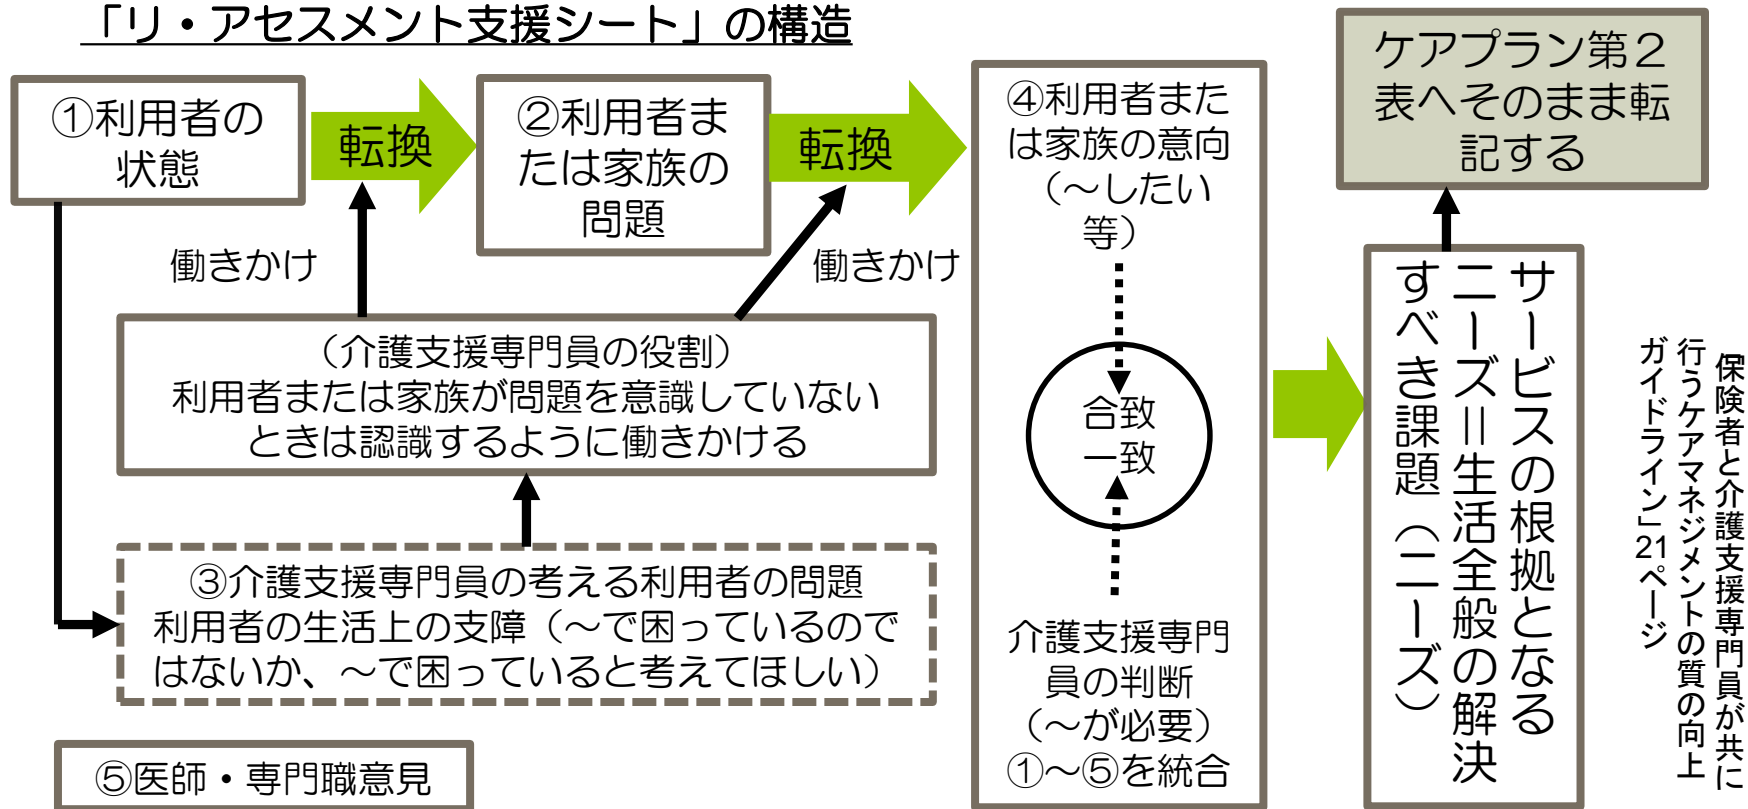 「リ・アセスメント支援シート」の構造
①利用者の
状態
転換
②利用者ま
たは家族の
問題
転換
④利用者また
は家族の意向
（～したい
等）
合致
一致
介護支援専門
員の判断
（～が必要）
①～⑤を統合
働きかけ
働きかけ
（介護支援専門員の役割）
利用者または家族が問題を意識していない
ときは認識するように働きかける
③介護支援専門員の考える利用者の問題
利用者の生活上の支障（～で困っているので
はないか、～で困っていると考えてほしい）
⑤医師・専門職意見
ケアプラン第２
表へそのまま転
記する
サービスの根拠となる
ニーズ＝生活全般の解決
すべき課題（ニーズ）
「保険者と介護支援専門員が共に
行うケアマネジメントの質の向上
ガイドライン」21ページ